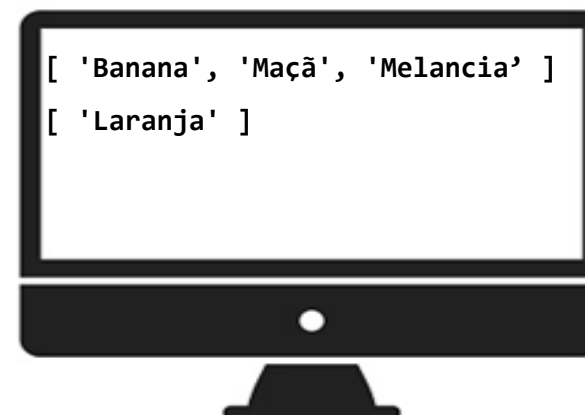 [ 'Banana', 'Maçã', 'Melancia’ ]
[ 'Laranja' ]